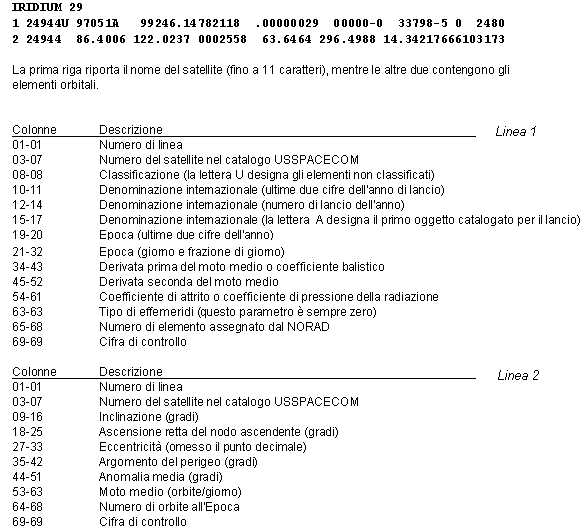 IRIDIUM 29
1 24944U 97051A   99246.14782118  .00000029  00000-0  33798-5 0  2480
2 24944  86.4006 122.0237 0002558  63.6464 296.4988 14.34217666103173
La prima riga riporta il nome del satellite (fino a 11 caratteri), mentre le altre due contengono gli
elementi orbitali.
Colonne Descrizione Linea 1
01-01 Numero di linea
03-07 Numero del satellite nel catalogo USSPACECOM
08-08 Classificazione (la lettera U designa gli elementi non classificati)
10-11 Denominazione internazionale (ultime due cifre dell'anno di lancio)
12-14 Denominazione internazionale (numero di lancio dell'anno)
15-17 Denominazione internazionale (la lettera A designa il primo oggetto catalogato per il lancio)
19-20 Epoca (ultime due cifre dell'anno)
21-32 Epoca (giorno e frazione di giorno)
34-43 Derivata prima del moto medio o coefficiente balistico
45-52 Derivata seconda del moto medio
54-61 Coefficiente di attrito o coefficiente di pressione della radiazione
63-63 Tipo di effemeridi (questo parametro è sempre zero)
65-68 Numero di elemento assegnato dal NORAD
69-69 Cifra di controllo
Colonne Descrizione Linea 2
01-01 Numero di linea
03-07 Numero del satellite nel catalogo USSPACECOM
09-16 Inclinazione (gradi)
18-25 Ascensione retta del nodo ascendente (gradi)
27-33 Eccentricità (omesso il punto decimale)
35-42 Argomento del perigeo (gradi)
44-51 Anomalia media (gradi)
53-63 Moto medio (orbite/giorno)
64-68 Numero di orbite all'Epoca
69-69 Cifra di controllo